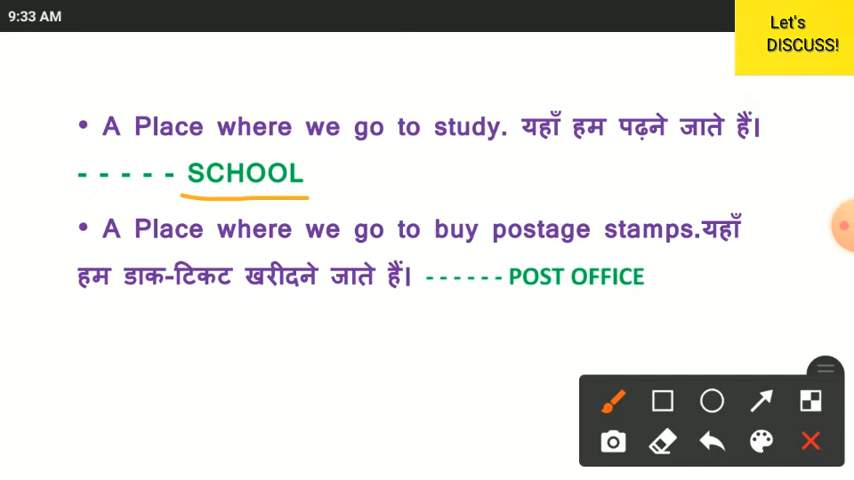 9:33 AM
Let's
DISCUSS!
• A Place where we go to study. यहाँ हम पढ़ने जाते हैं।
- - - - - SCHOOL
• A Place where we go to buy postage stamps.यहाँ
हम डाक-टिकट खरीदने जाते हैं। - - - - - - POST OFFICE